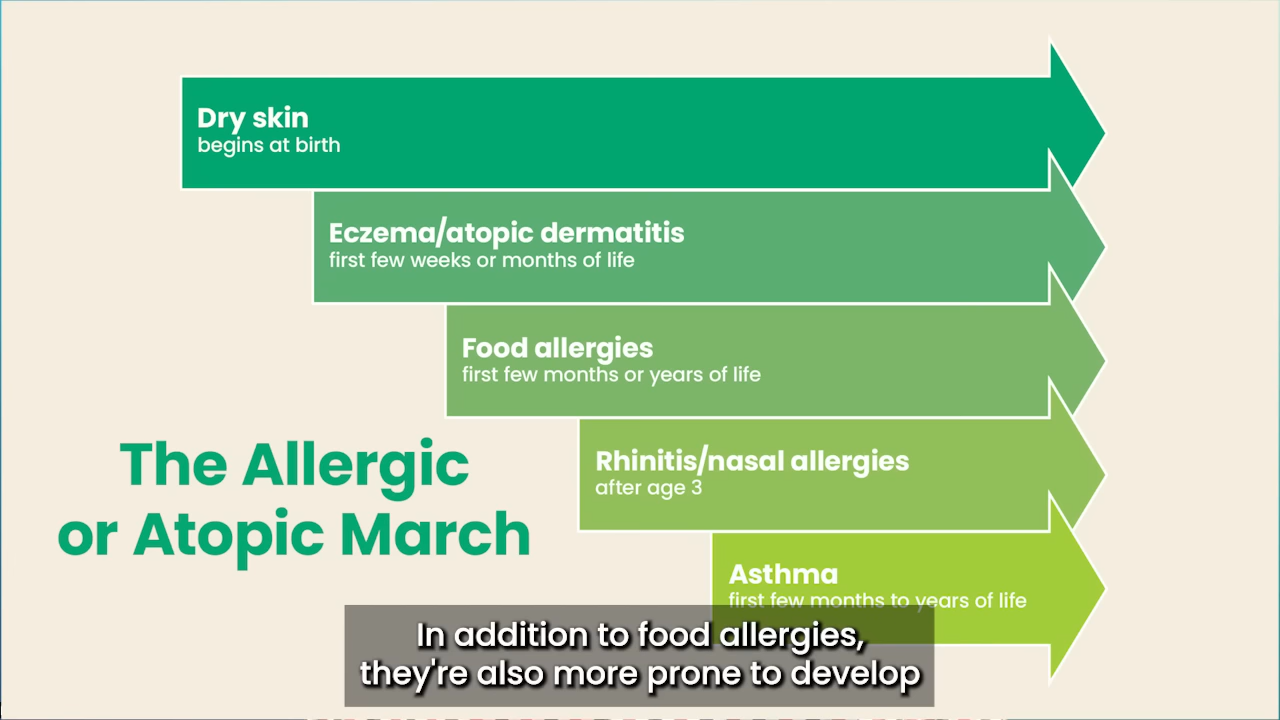 Dry skin
begins at birth
Eczema/atopic dermatitis
first few weeks or months of life
Food allergies
first few months or years of life
Rhinitis/nasal allergies
after age 3
The Allergic
or Atopic March
Asthma
first few months to years of life
In addition to food allergies,
they're also more prone to develop